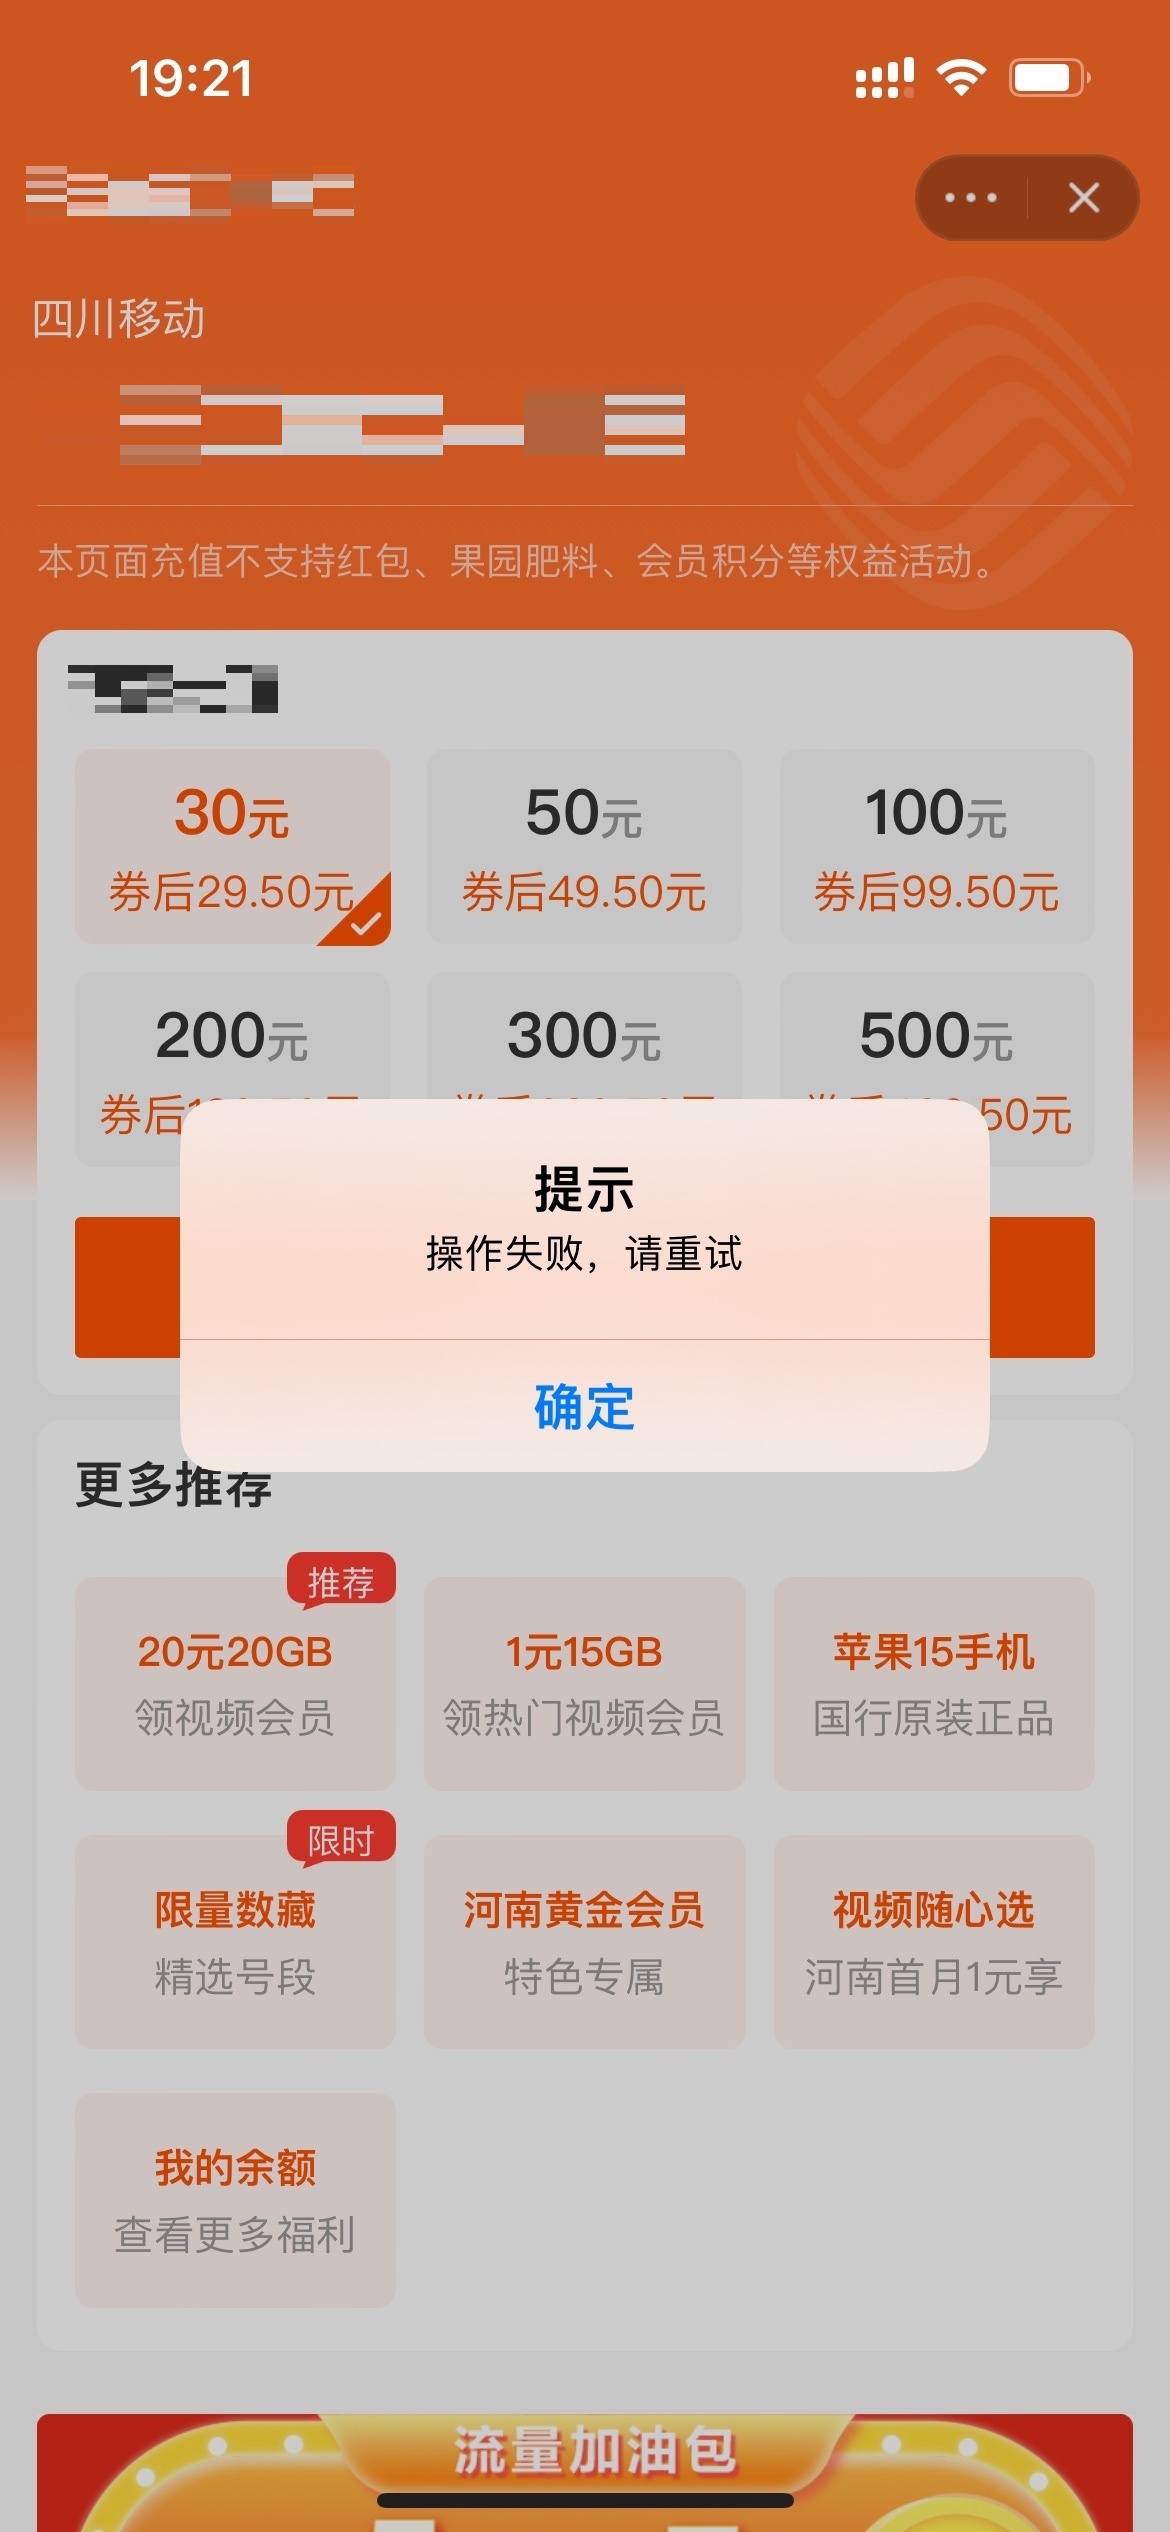 19:21
四川移动
本页面充值不支持红包、果园肥料、会员积分等权益活动。
30元
50元
100元
券后29.50元
券后49.50元
券后99.50元
200元
300元
500元
券后
50元
提示
操作失败，请重试
确定
更多推荐
推荐
20元20GB
1元15GB
苹果15手机
领视频会员
领热门视频会员
国行原装正品
限时
限量数藏
河南黄金会员
视频随心选
精选号段
特色专属
河南首月1元享
我的余额
查看更多福利
流量加油包